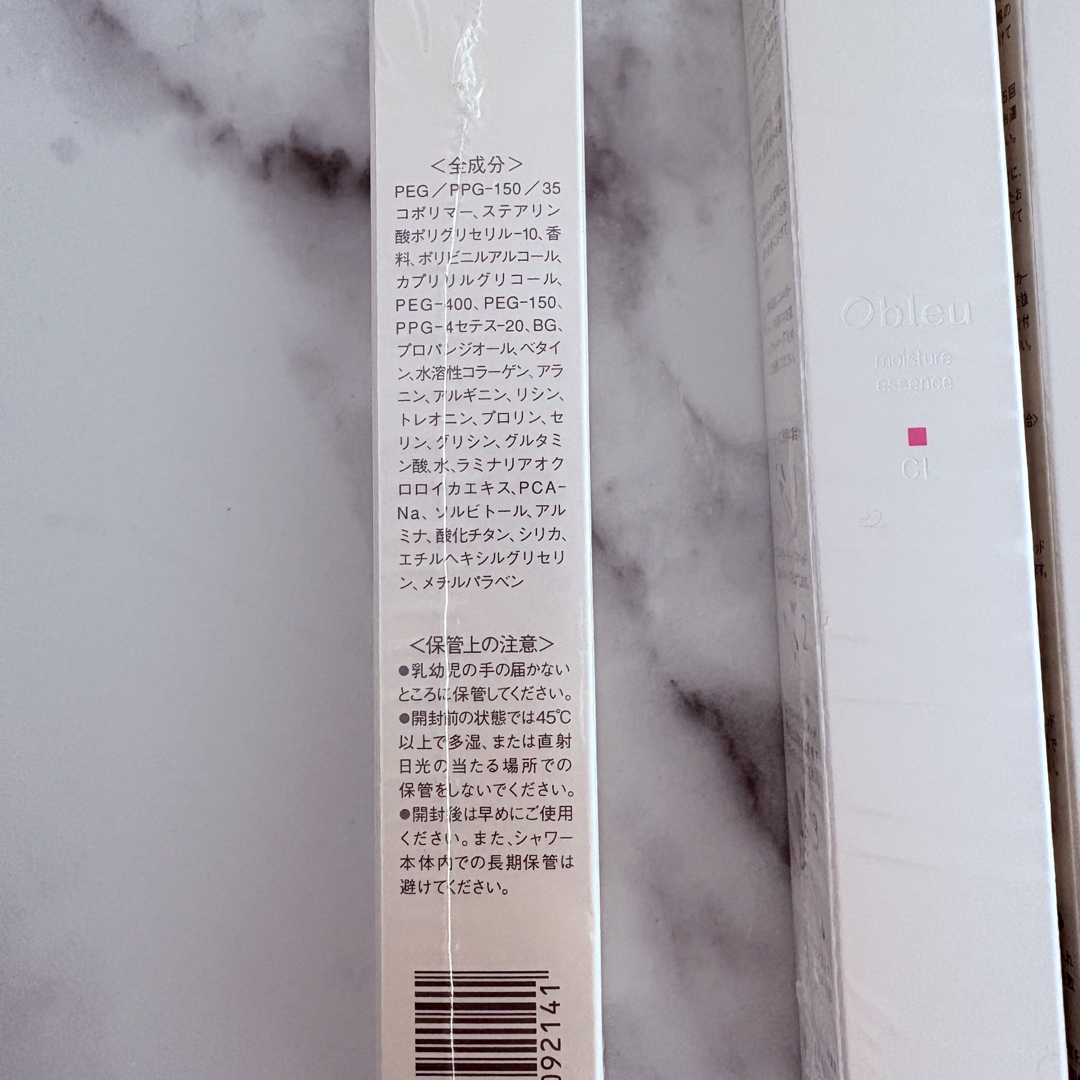 <全成分>
PEG/PPG-150/35
コポリマー、ステアリン
酸ポリグリセリル-10、香
料、ポリビニルアルコール、
カプリリルグリコール、
PEG-400、PEG-150、
PPG-4セテス-20、BG、
プロパンジオール、ベタイ
ン、水溶性コラーゲン、アラ
ニン、アルギニン、リシン、
トレオニン、プロリン、セ
リン、グリシン、グルタミ
ン酸、水、ラミナリアオク
ロロイカエキス、PCA-
Na、ソルビトール、アル
ミナ、酸化チタン、シリカ、
エチルヘキシルグリセリ
ン、メチルパラベン
<保管上の注意>
●乳幼児の手の届かない
ところに保管してください。
●開封前の状態では45℃
以上で多湿、または直射
日光の当たる場所での
保管をしないでください。
●開封後は早めにご使用
ください。また、シャワー
本体内での長期保管は
避けてください。
092141
Obleu
moisture
essence
CI